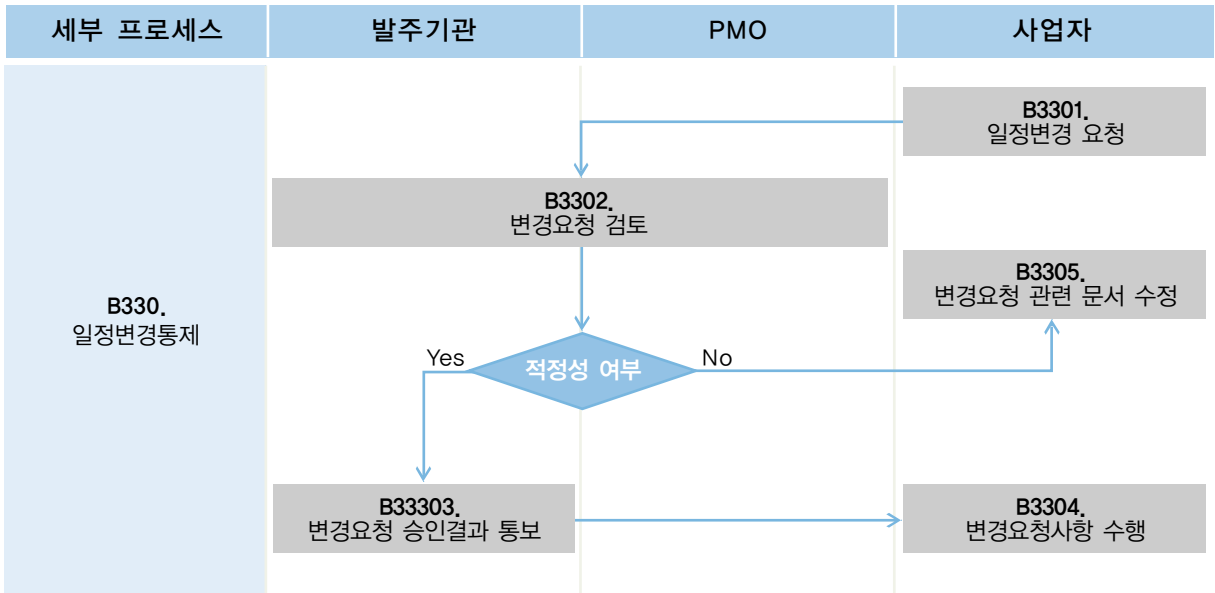 세부 프로세스
발주기관
PMO
사업자
B330.
일정변경통제
B3301.
일정변경 요청
B3302.
변경요청 검토
B3305.
변경요청 관련 문서 수정
Yes
적정성 여부
No
B33303.
변경요청 승인결과 통보
B3304.
변경요청사항 수행